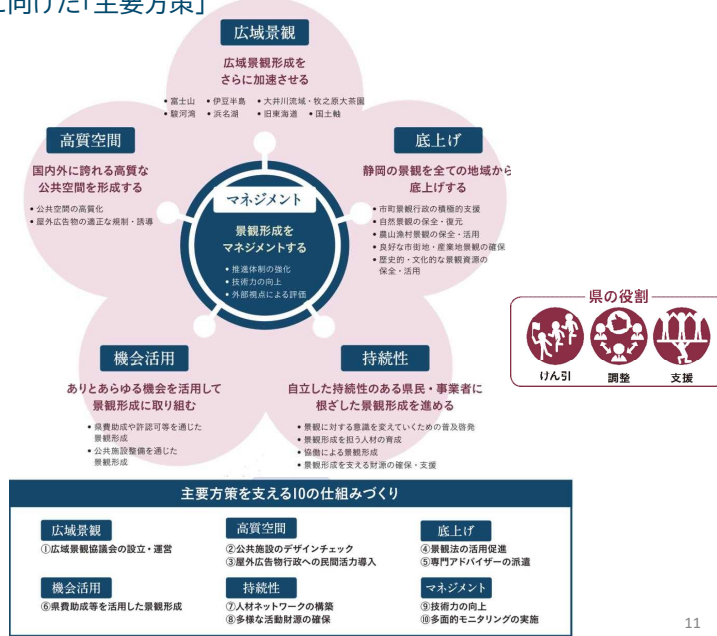 に向けた「主要方策」
広域景観
広域景観形成を
さらに加速させる
• 富士山 • 伊豆半島 • 大井川流域・牧之原大茶園
• 駿河湾 • 浜名湖 • 旧東海道 • 国土軸
高質空間
国内外に誇れる高質な
公共空間を形成する
• 公共空間の高質化
• 屋外広告物の適正な規制・誘導
底上げ
静岡の景観を全ての地域から
底上げする
• 市町景観行政の積極的支援
• 自然景観の保全・復元
• 農山漁村景観の保全・活用
• 良好な市街地・産業地景観の確保
• 歴史的・文化的な景観資源の
保全・活用
マネジメント
景観形成を
マネジメントする
• 推進体制の強化
• 技術力の向上
• 外部視点による評価
県の役割
けん引 調整 支援
機会活用
ありとあらゆる機会を活用して
景観形成に取り組む
• 県費助成や許認可等を通じた
景観形成
• 公共施設整備を通じた
景観形成
持続性
自立した持続性のある県民・事業者に
根ざした景観形成を進める
• 景観に対する意識を変えていくための普及啓発
• 景観形成を担う人材の育成
• 協働による景観形成
• 景観形成を支える財源の確保・支援
主要方策を支える10の仕組みづくり
広域景観
①広域景観協議会の設立・運営
高質空間
②公共施設のデザインチェック
③屋外広告物行政への民間活力導入
底上げ
④景観法の活用促進
⑤専門アドバイザーの派遣
機会活用
⑥県費助成等を活用した景観形成
持続性
⑦人材ネットワークの構築
⑧多様な活動財源の確保
マネジメント
⑨技術力の向上
⑩多面的モニタリングの実施
11